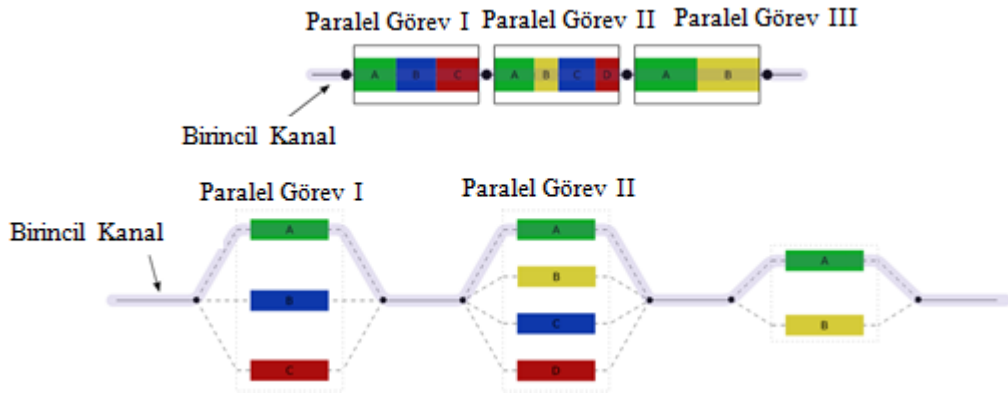 Paralel Görev I Paralel Görev II Paralel Görev III
A B C A B C D A B
Birincil Kanal
Paralel Görev I Paralel Görev II
Birincil Kanal
A A
A
B
B
C
B
C D